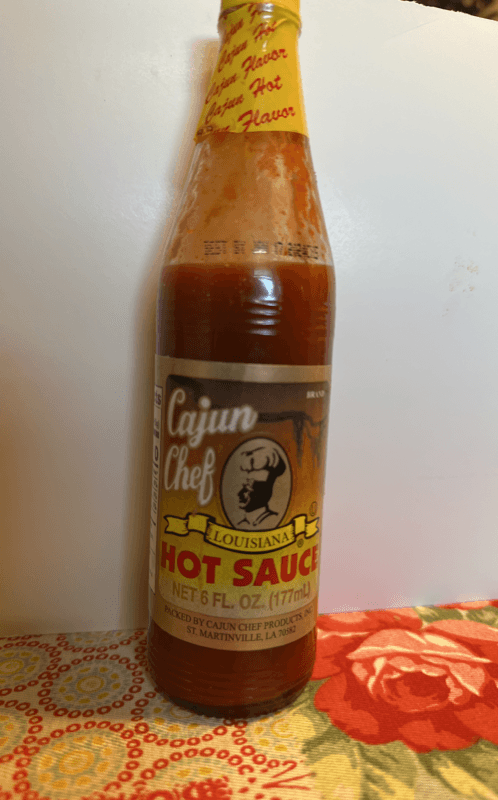 Cajun Hot
Flavor
Cajun Hot
Flavor
BEST BY
BRAND
Cajun
Chef
LOUISIANA
HOT SAUCE
NET 6 FL. OZ. (177mL)
PACKED BY CAJUN CHEF PRODUCTS, INC.
ST. MARTINVILLE, LA 70582